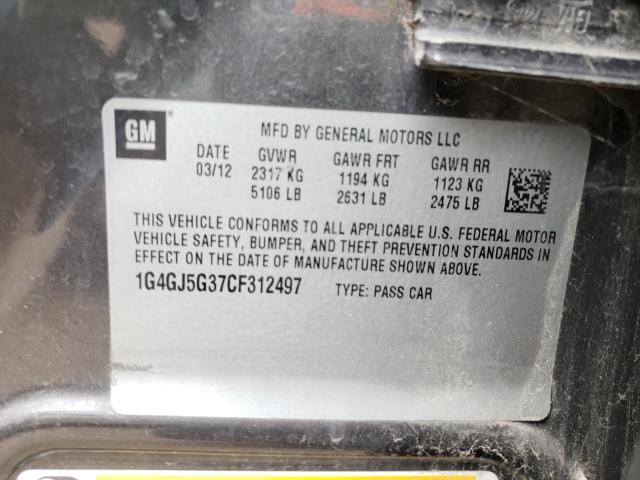 GM
MFD BY GENERAL MOTORS LLC
DATE GVWR GAWR FRT GAWR RR
03/12 2317 KG 1194 KG 1123 KG
5106 LB 2631 LB 2475 LB
THIS VEHICLE CONFORMS TO ALL APPLICABLE U.S. FEDERAL MOTOR
VEHICLE SAFETY, BUMPER, AND THEFT PREVENTION STANDARDS IN
EFFECT ON THE DATE OF MANUFACTURE SHOWN ABOVE.
1G4GJ5G37CF312497 TYPE: PASS CAR